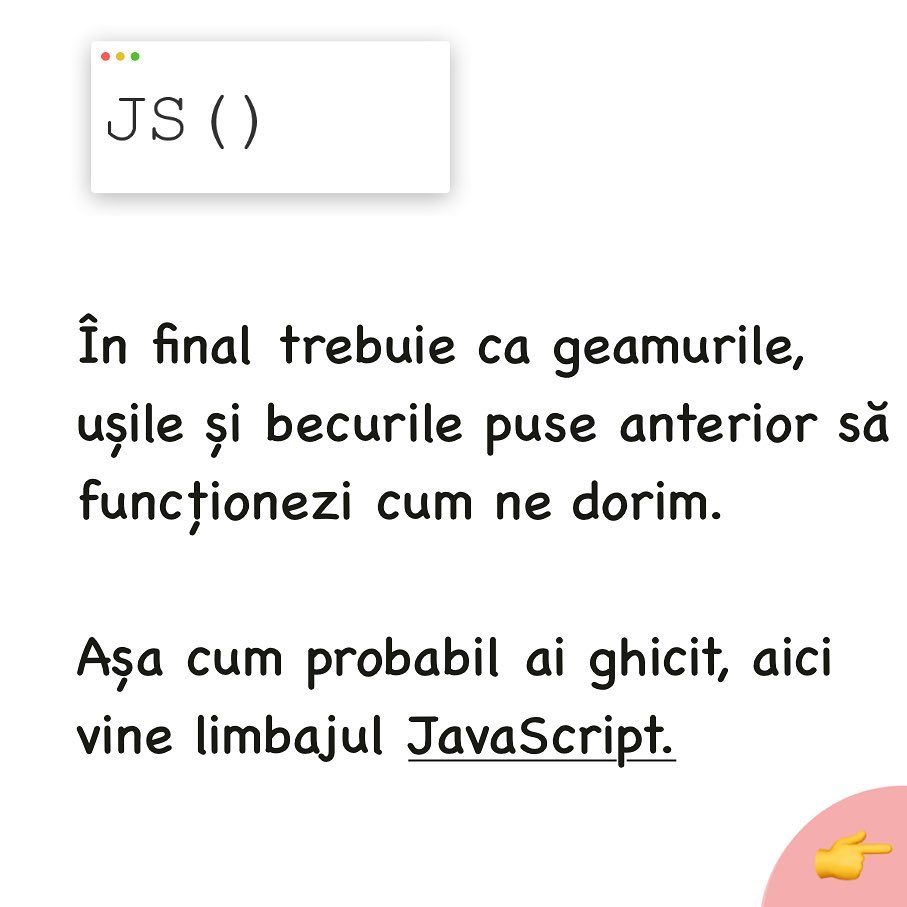 JS()
În final trebuie ca geamurile,
ușile și becurile puse anterior să
funcționezi cum ne dorim.
Așa cum probabil ai ghicit, aici
vine limbajul JavaScript.